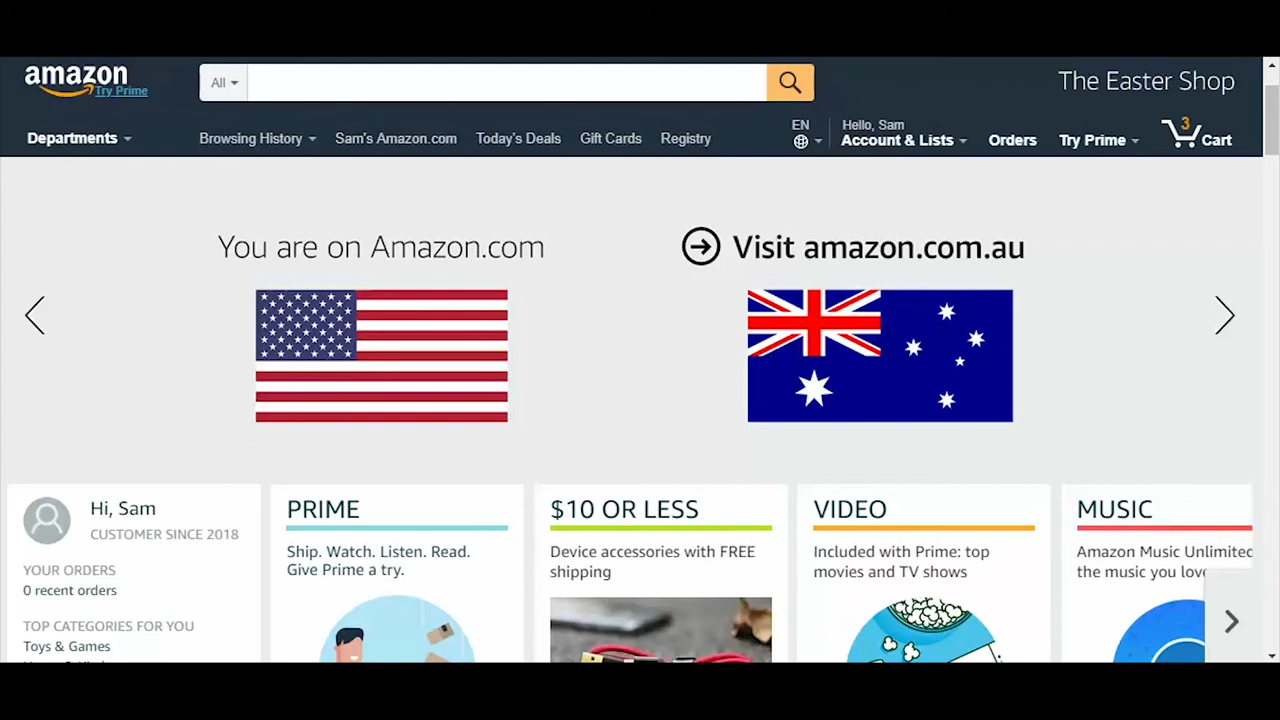 amazon
Try Prime
All
The Easter Shop
Departments
Browsing History
Sam's Amazon.com
Today's Deals
Gift Cards
Registry
EN
Hello, Sam
Account & Lists
Orders
Try Prime
3
Cart
You are on Amazon.com
Visit amazon.com.au
Hi, Sam
CUSTOMER SINCE 2018
YOUR ORDERS
0 recent orders
TOP CATEGORIES FOR YOU
Toys & Games
PRIME
Ship. Watch. Listen. Read.
Give Prime a try.
$10 OR LESS
Device accessories with FREE
shipping
VIDEO
Included with Prime: top
movies and TV shows
MUSIC
Amazon Music Unlimited
the music you love